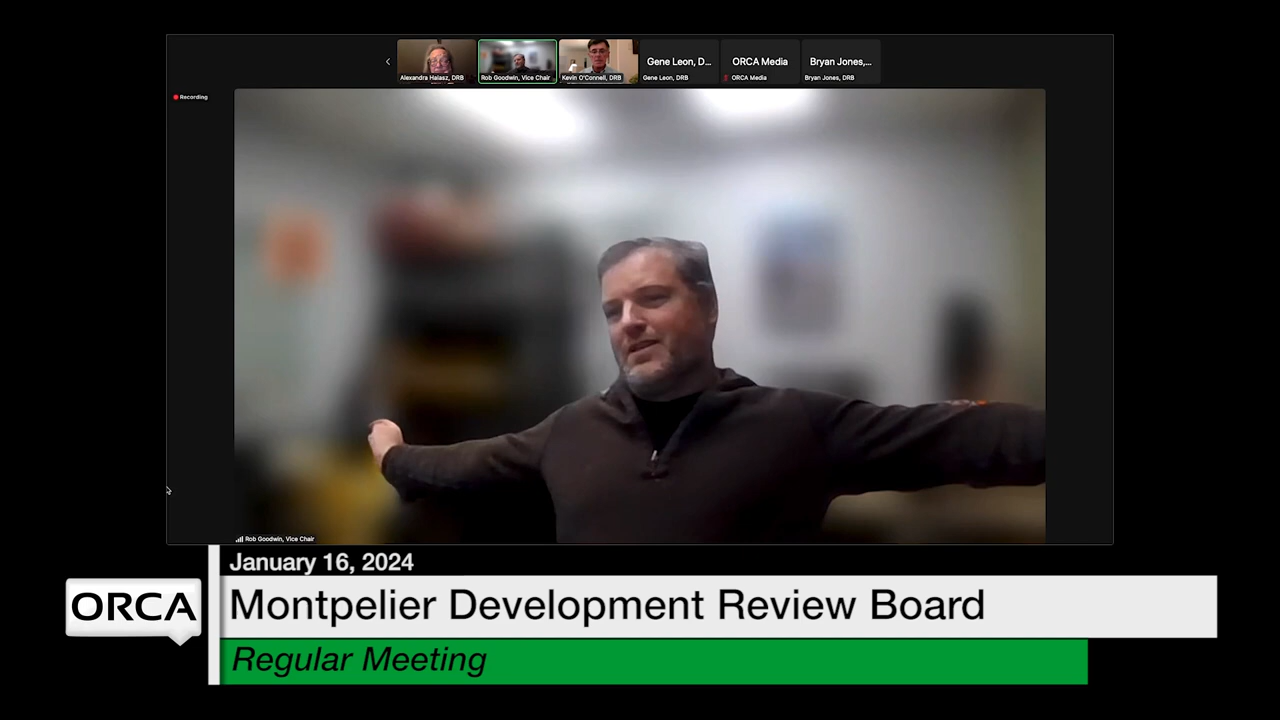 Gene Leon, D...
ORCA Media
Bryan Jones,...
Alexandra Halasz, DRB
Rob Goodwin, Vice Chair
Kevin O'Connell, DRB
Gene Leon, DRB
ORCA Media
Bryan Jones, DRB
Recording
Rob Goodwin, Vice Chair
January 16, 2024
ORCA
Montpelier Development Review Board
Regular Meeting